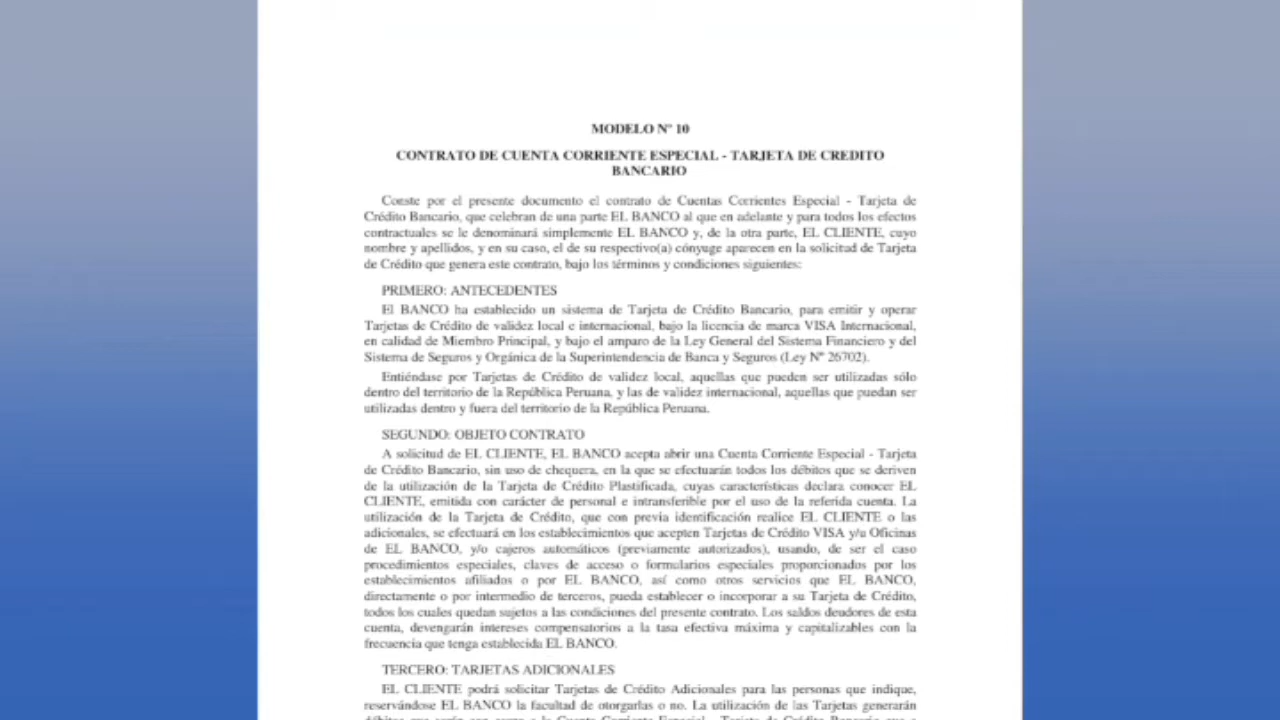 MODELO Nº 10
CONTRATO DE CUENTA CORRIENTE ESPECIAL - TARJETA DE CREDITO
BANCARIO
Conste por el presente documento el contrato de Cuentas Corrientes Especial - Tarjeta de
Crédito Bancario, que celebran de una parte EL BANCO al que en adelante y para todos los efectos
contractuales se le denominará simplemente EL BANCO y, de la otra parte, EL CLIENTE, cuyo
nombre y apellidos, y en su caso, el de su respectivo(a) cónyuge aparecen en la solicitud de Tarjeta
de Crédito que genera este contrato, bajo los términos y condiciones siguientes:
PRIMERO: ANTECEDENTES
El BANCO ha establecido un sistema de Tarjeta de Crédito Bancario, para emitir y operar
Tarjetas de Crédito de validez local e internacional, bajo la licencia de marca VISA Internacional,
en calidad de Miembro Principal, y bajo el amparo de la Ley General del Sistema Financiero y del
Sistema de Seguros y Orgánica de la Superintendencia de Banca y Seguros (Ley Nº 26702).
Entiéndase por Tarjetas de Crédito de validez local, aquellas que pueden ser utilizadas sólo
dentro del territorio de la República Peruana, y las de validez internacional, aquellas que puedan ser
utilizadas dentro y fuera del territorio de la República Peruana.
SEGUNDO: OBJETO CONTRATO
A solicitud de EL CLIENTE, EL BANCO acepta abrir una Cuenta Corriente Especial - Tarjeta
de Crédito Bancario, sin uso de chequera, en la que se efectuarán todos los débitos que se deriven
de la utilización de la Tarjeta de Crédito Plastificada, cuyas características declara conocer EL
CLIENTE, emitida con carácter de personal e intransferible por el uso de la referida cuenta. La
utilización de la Tarjeta de Crédito, que con previa identificación realice EL CLIENTE o las
adicionales, se efectuará en los establecimientos que acepten Tarjetas de Crédito VISA y/u Oficinas
de EL BANCO, y/o cajeros automáticos (previamente autorizados), usando, de ser el caso
procedimientos especiales, claves de acceso o formularios especiales proporcionados por los
establecimientos afiliados o por EL BANCO, así como otros servicios que EL BANCO,
directamente o por intermedio de terceros, pueda establecer o incorporar a su Tarjeta de Crédito,
todos los cuales quedan sujetos a las condiciones del presente contrato. Los saldos deudores de esta
cuenta, devengarán intereses compensatorios a la tasa efectiva máxima y capitalizables con la
frecuencia que tenga establecida EL BANCO.
TERCERO: TARJETAS ADICIONALES
EL CLIENTE podrá solicitar Tarjetas de Crédito Adicionales para las personas que indique,
reservándose EL BANCO la facultad de otorgarlas o no. La utilización de las Tarjetas generarán